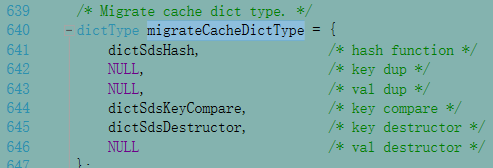 639 /* Migrate cache dict type. */
640 dictType migrateCacheDictType = {
641 dictSdsHash, /* hash function */
642 NULL, /* key dup */
643 NULL, /* val dup */
644 dictSdsKeyCompare, /* key compare */
645 dictSdsDestructor, /* key destructor */
646 NULL /* val destructor */
647 };